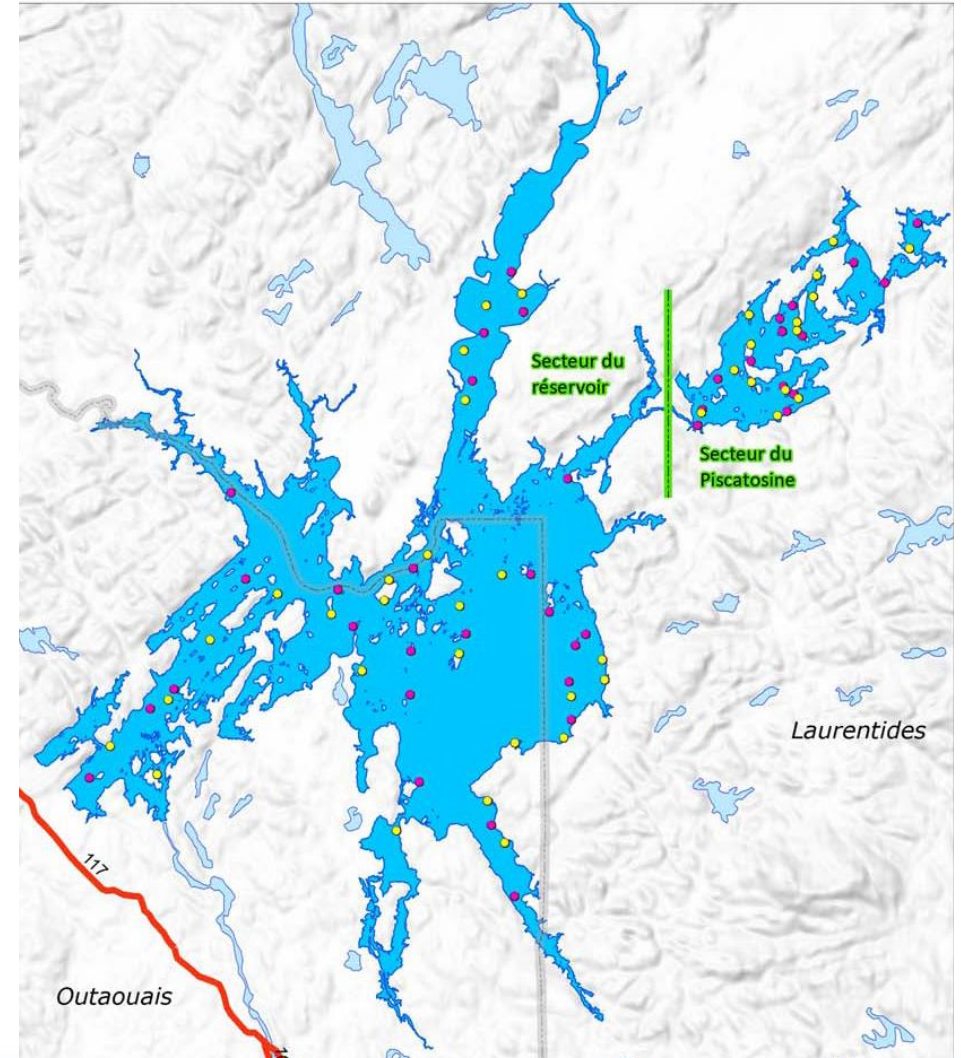 Secteur du
réservoir
Secteur du
Piscatosine
Laurentides
117
Outaouais